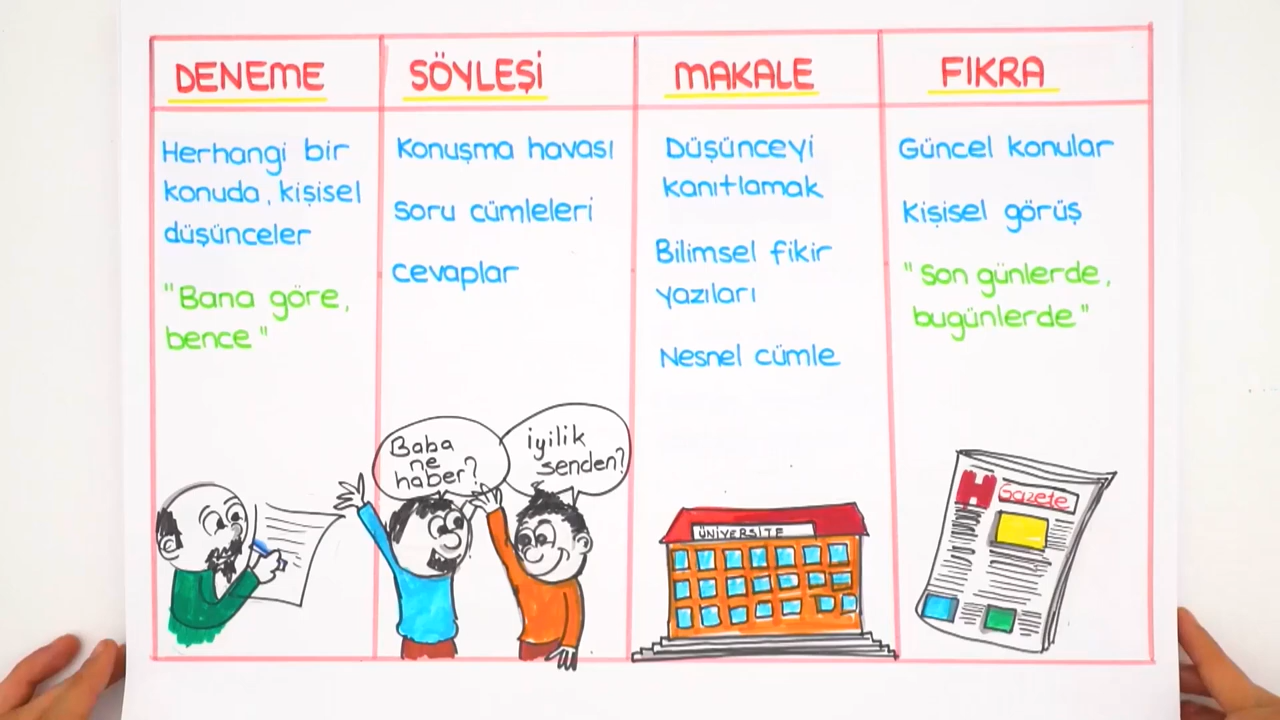 DENEME
Herhangi bir
konuda, kişisel
düşünceler
"Bana göre,
bence"
SÖYLEŞİ
Konuşma havası
Soru cümleleri
cevaplar
Baba
ne
haber?
iyilik
senden?
MAKALE
Düşünceyi
kanıtlamak
Bilimsel fikir
yazıları
Nesnel cümle
ÜNİVERSİTE
FIKRA
Güncel konular
Kişisel görüş
"Son günlerde,
bugünlerde"
H Gazete